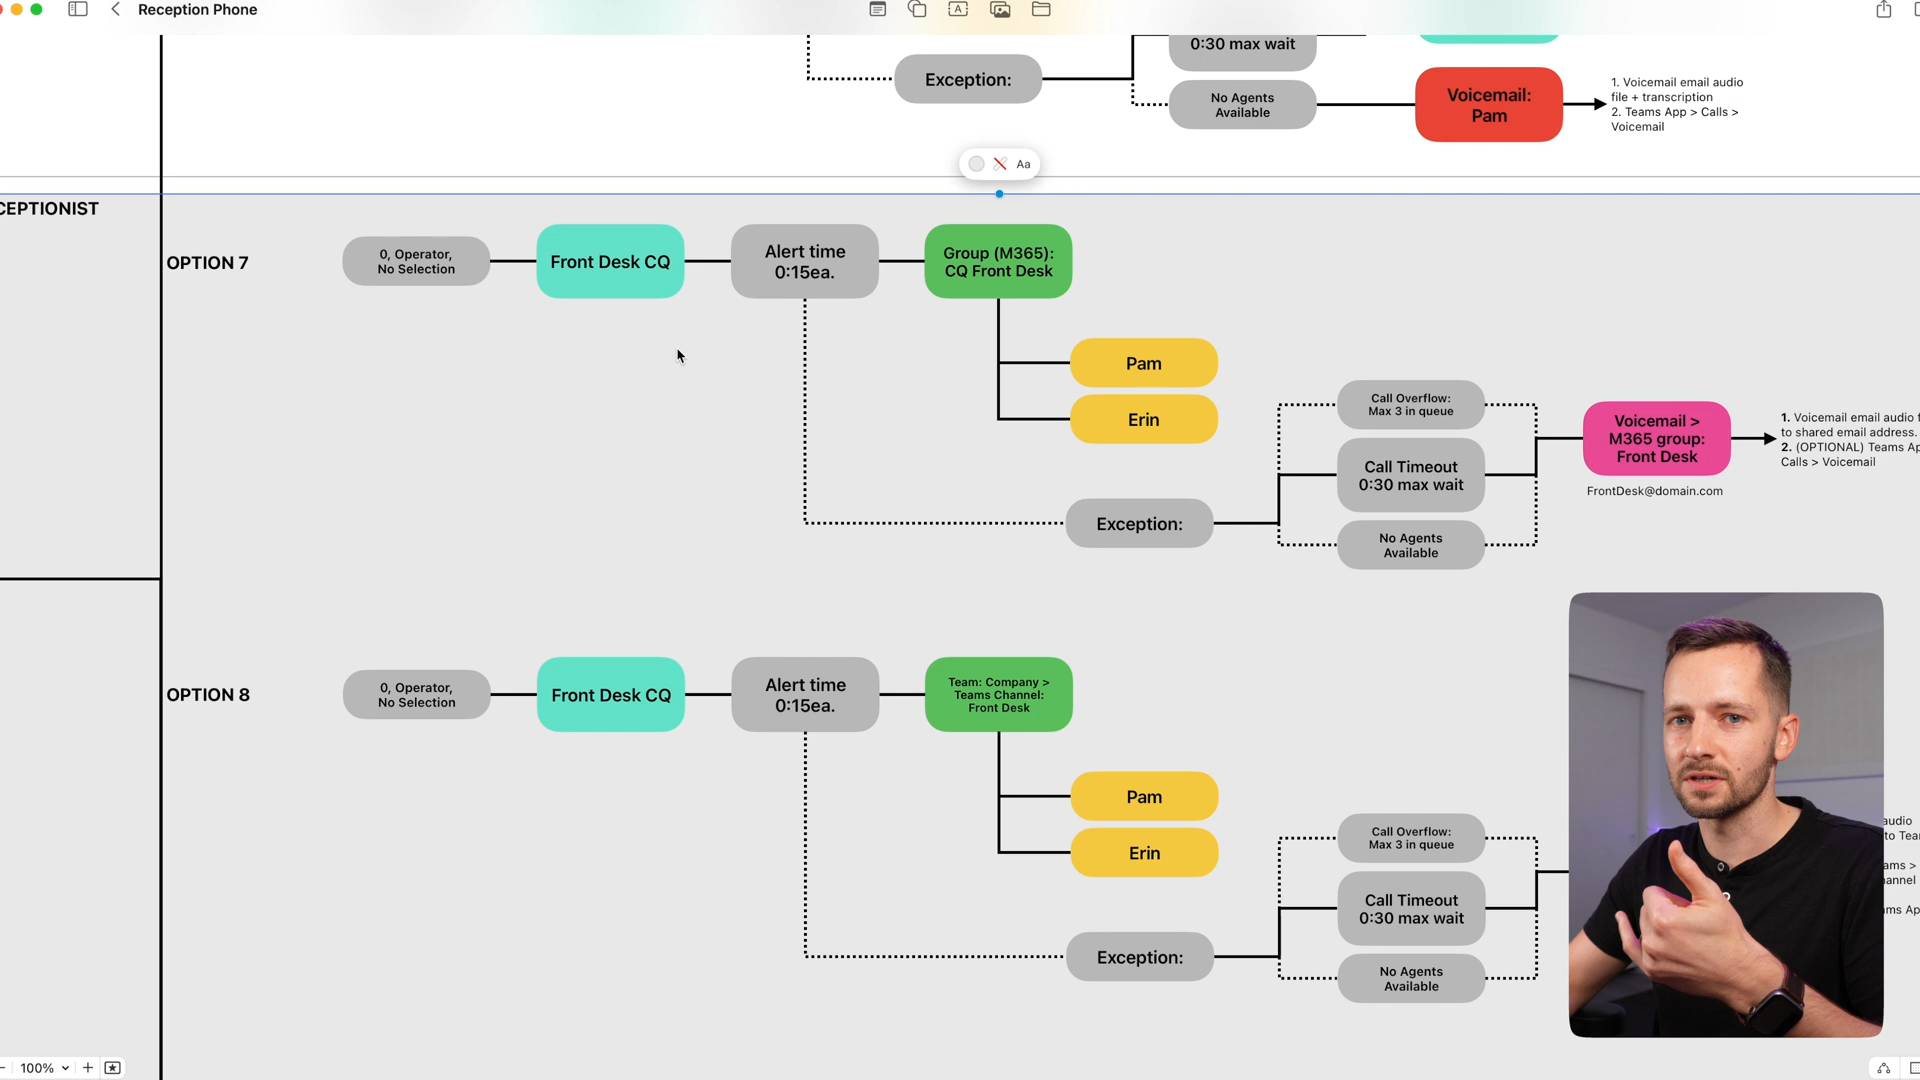 Reception Phone
0:30 max wait
Exception:
No Agents
Available
Voicemail:
Pam
1. Voicemail email audio
file + transcription
2. Teams App > Calls >
Voicemail
Aa
CEPTIONIST
OPTION 7
0, Operator,
No Selection
Front Desk CQ
Alert time
0:15ea.
Group (M365):
CQ Front Desk
Pam
Erin
Exception:
Call Overflow:
Max 3 in queue
Call Timeout
0:30 max wait
No Agents
Available
Voicemail >
M365 group:
Front Desk
FrontDesk@domain.com
1. Voicemail email audio f
to shared email address.
2. (OPTIONAL) Teams Ap
Calls > Voicemail
OPTION 8
0, Operator,
No Selection
Front Desk CQ
Alert time
0:15ea.
Team: Company >
Teams Channel:
Front Desk
Pam
Erin
Exception:
Call Overflow:
Max 3 in queue
Call Timeout
0:30 max wait
No Agents
Available
audio
to Tea
ams >
annel
ms Ap
100%